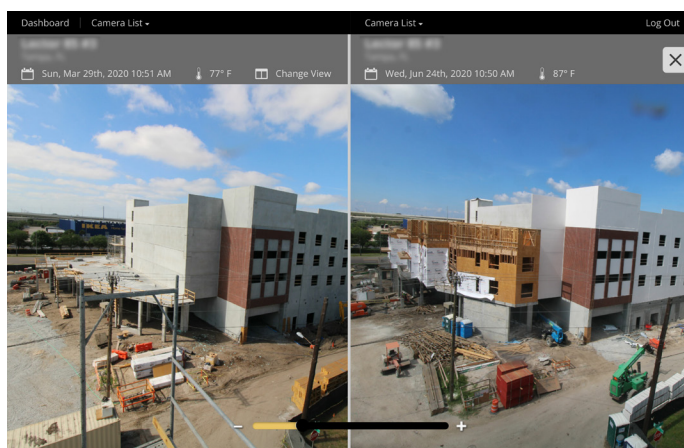 Dashboard Camera List
Sun, Mar 29th, 2020 10:51 AM 77° F Change View
IKEA
Camera List Log Out
Wed, Jun 24th, 2020 10:50 AM 87° F
- +